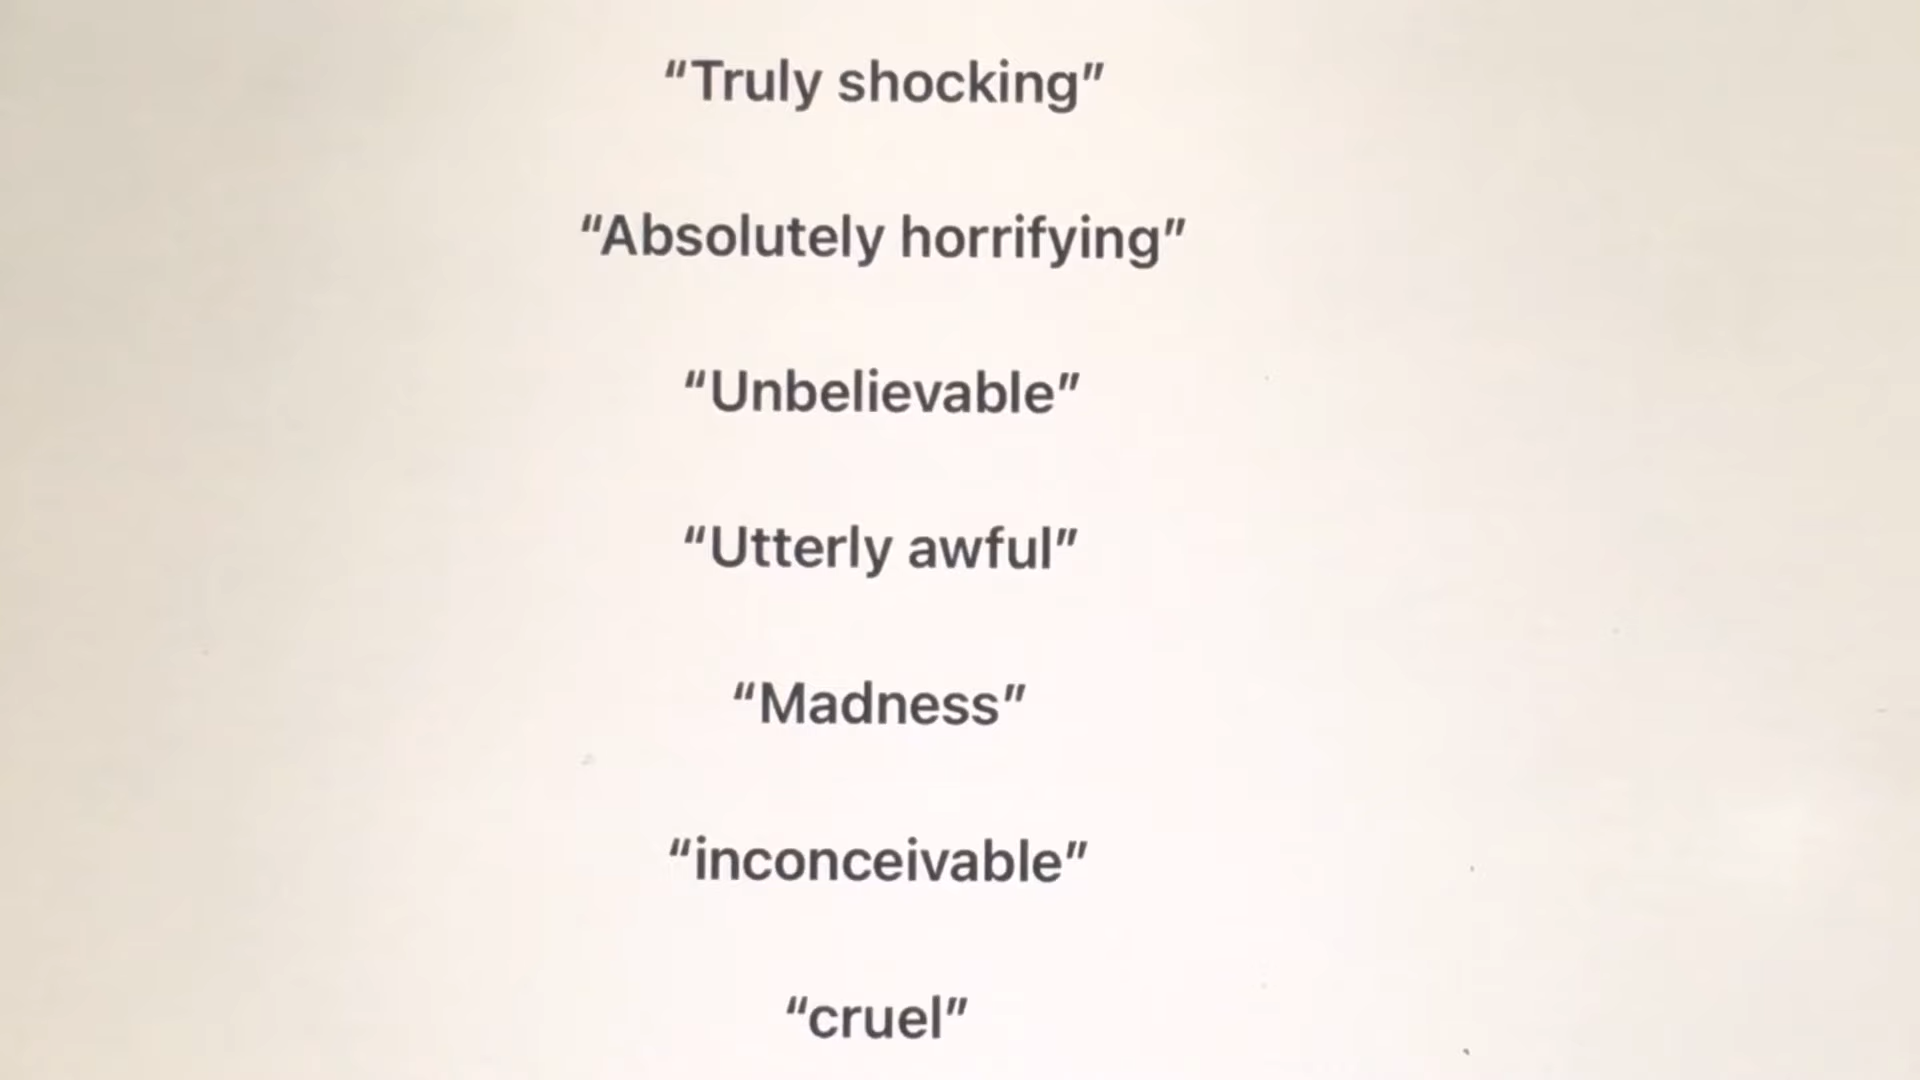 “Truly shocking”
“Absolutely horrifying”
“Unbelievable”
“Utterly awful”
“Madness”
“inconceivable”
“cruel”